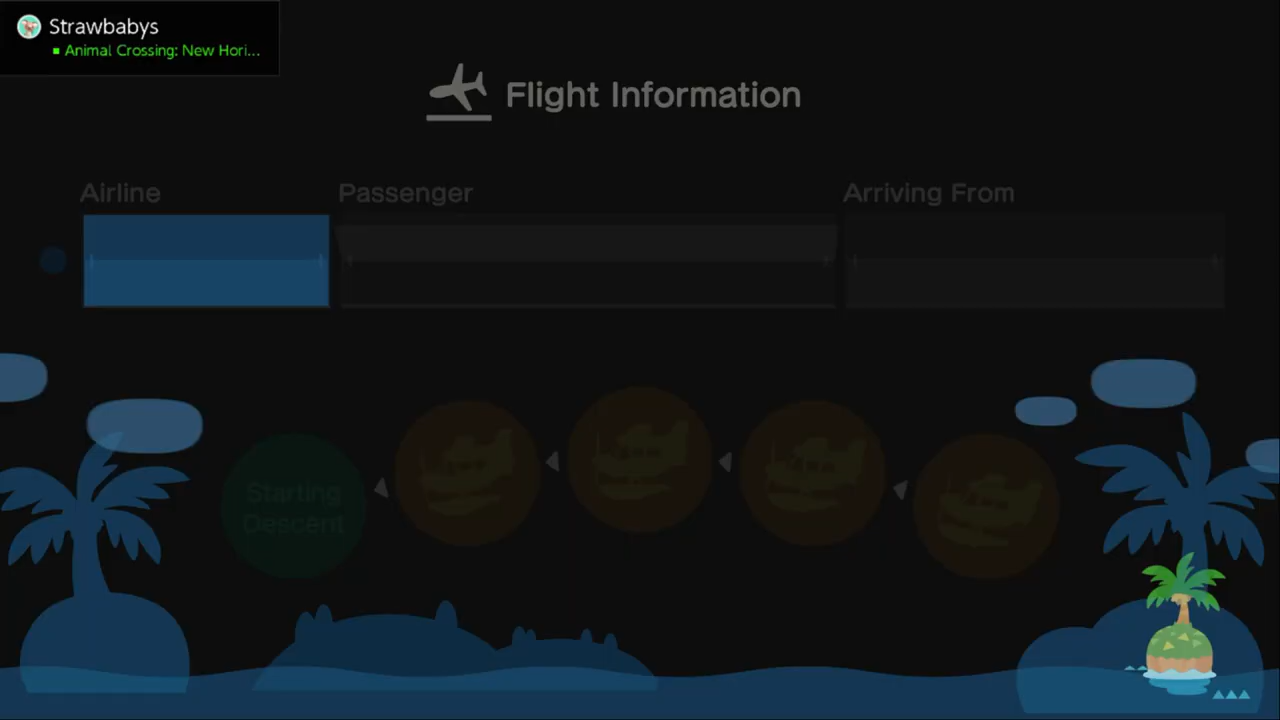 Strawbabys
Animal Crossing: New Hori...
Flight Information
Airline
Passenger
Arriving From
Starting
Descent